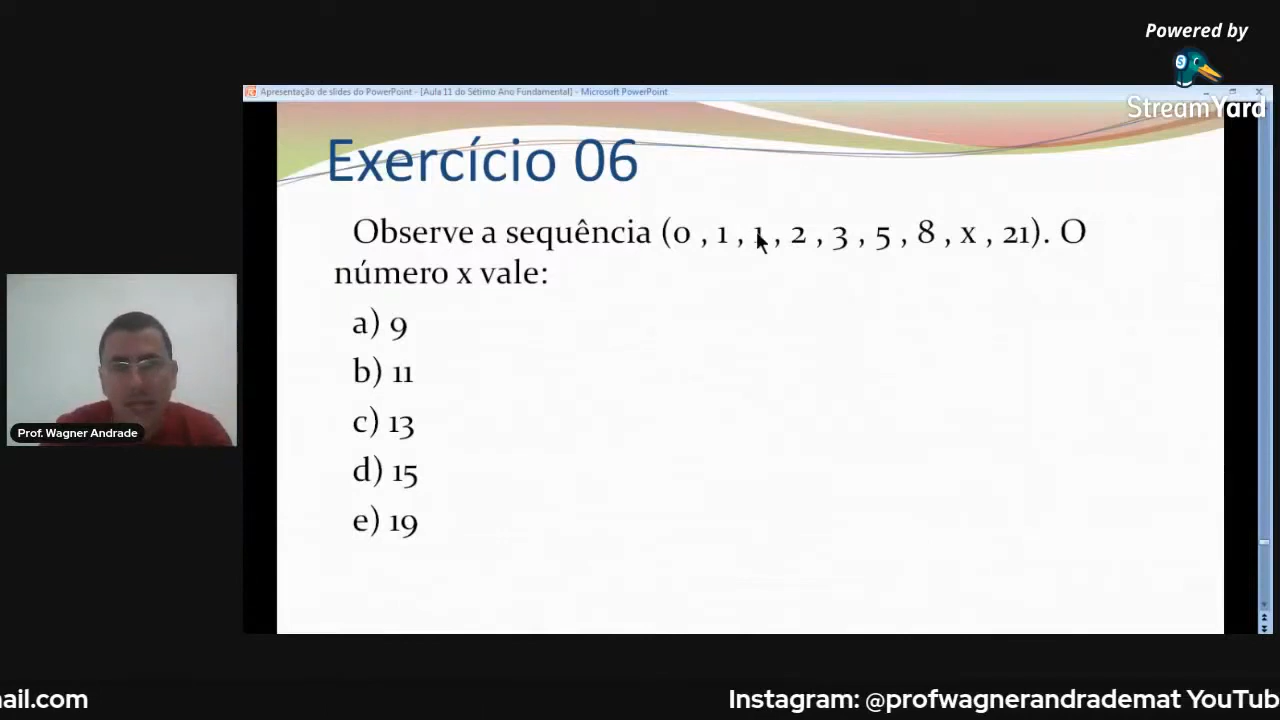 Powered by
S
StreamYard
Apresentação de slides do PowerPoint - [Aula 11 do Sétimo Ano Fundamental] - Microsoft PowerPoint
Exercício 06
Observe a sequência (0 , 1 , 1 , 2 , 3 , 5 , 8 , x , 21). O
número x vale:
a) 9
b) 11
c) 13
d) 15
e) 19
Prof. Wagner Andrade
ail.com
Instagram: @profwagnerandrademat YouTub